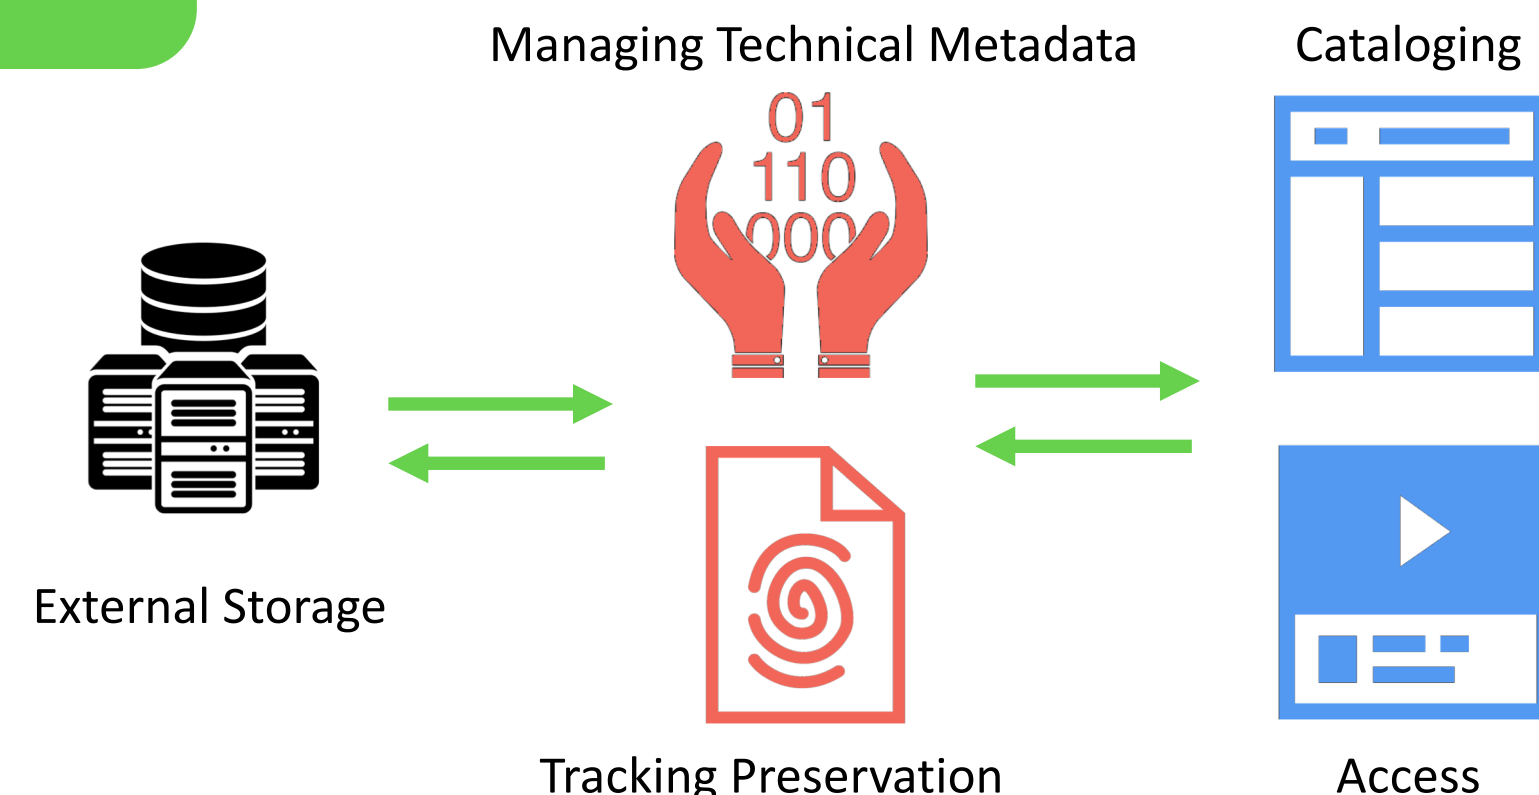 Managing Technical Metadata
Cataloging
01
110
000
External Storage
Tracking Preservation
Access